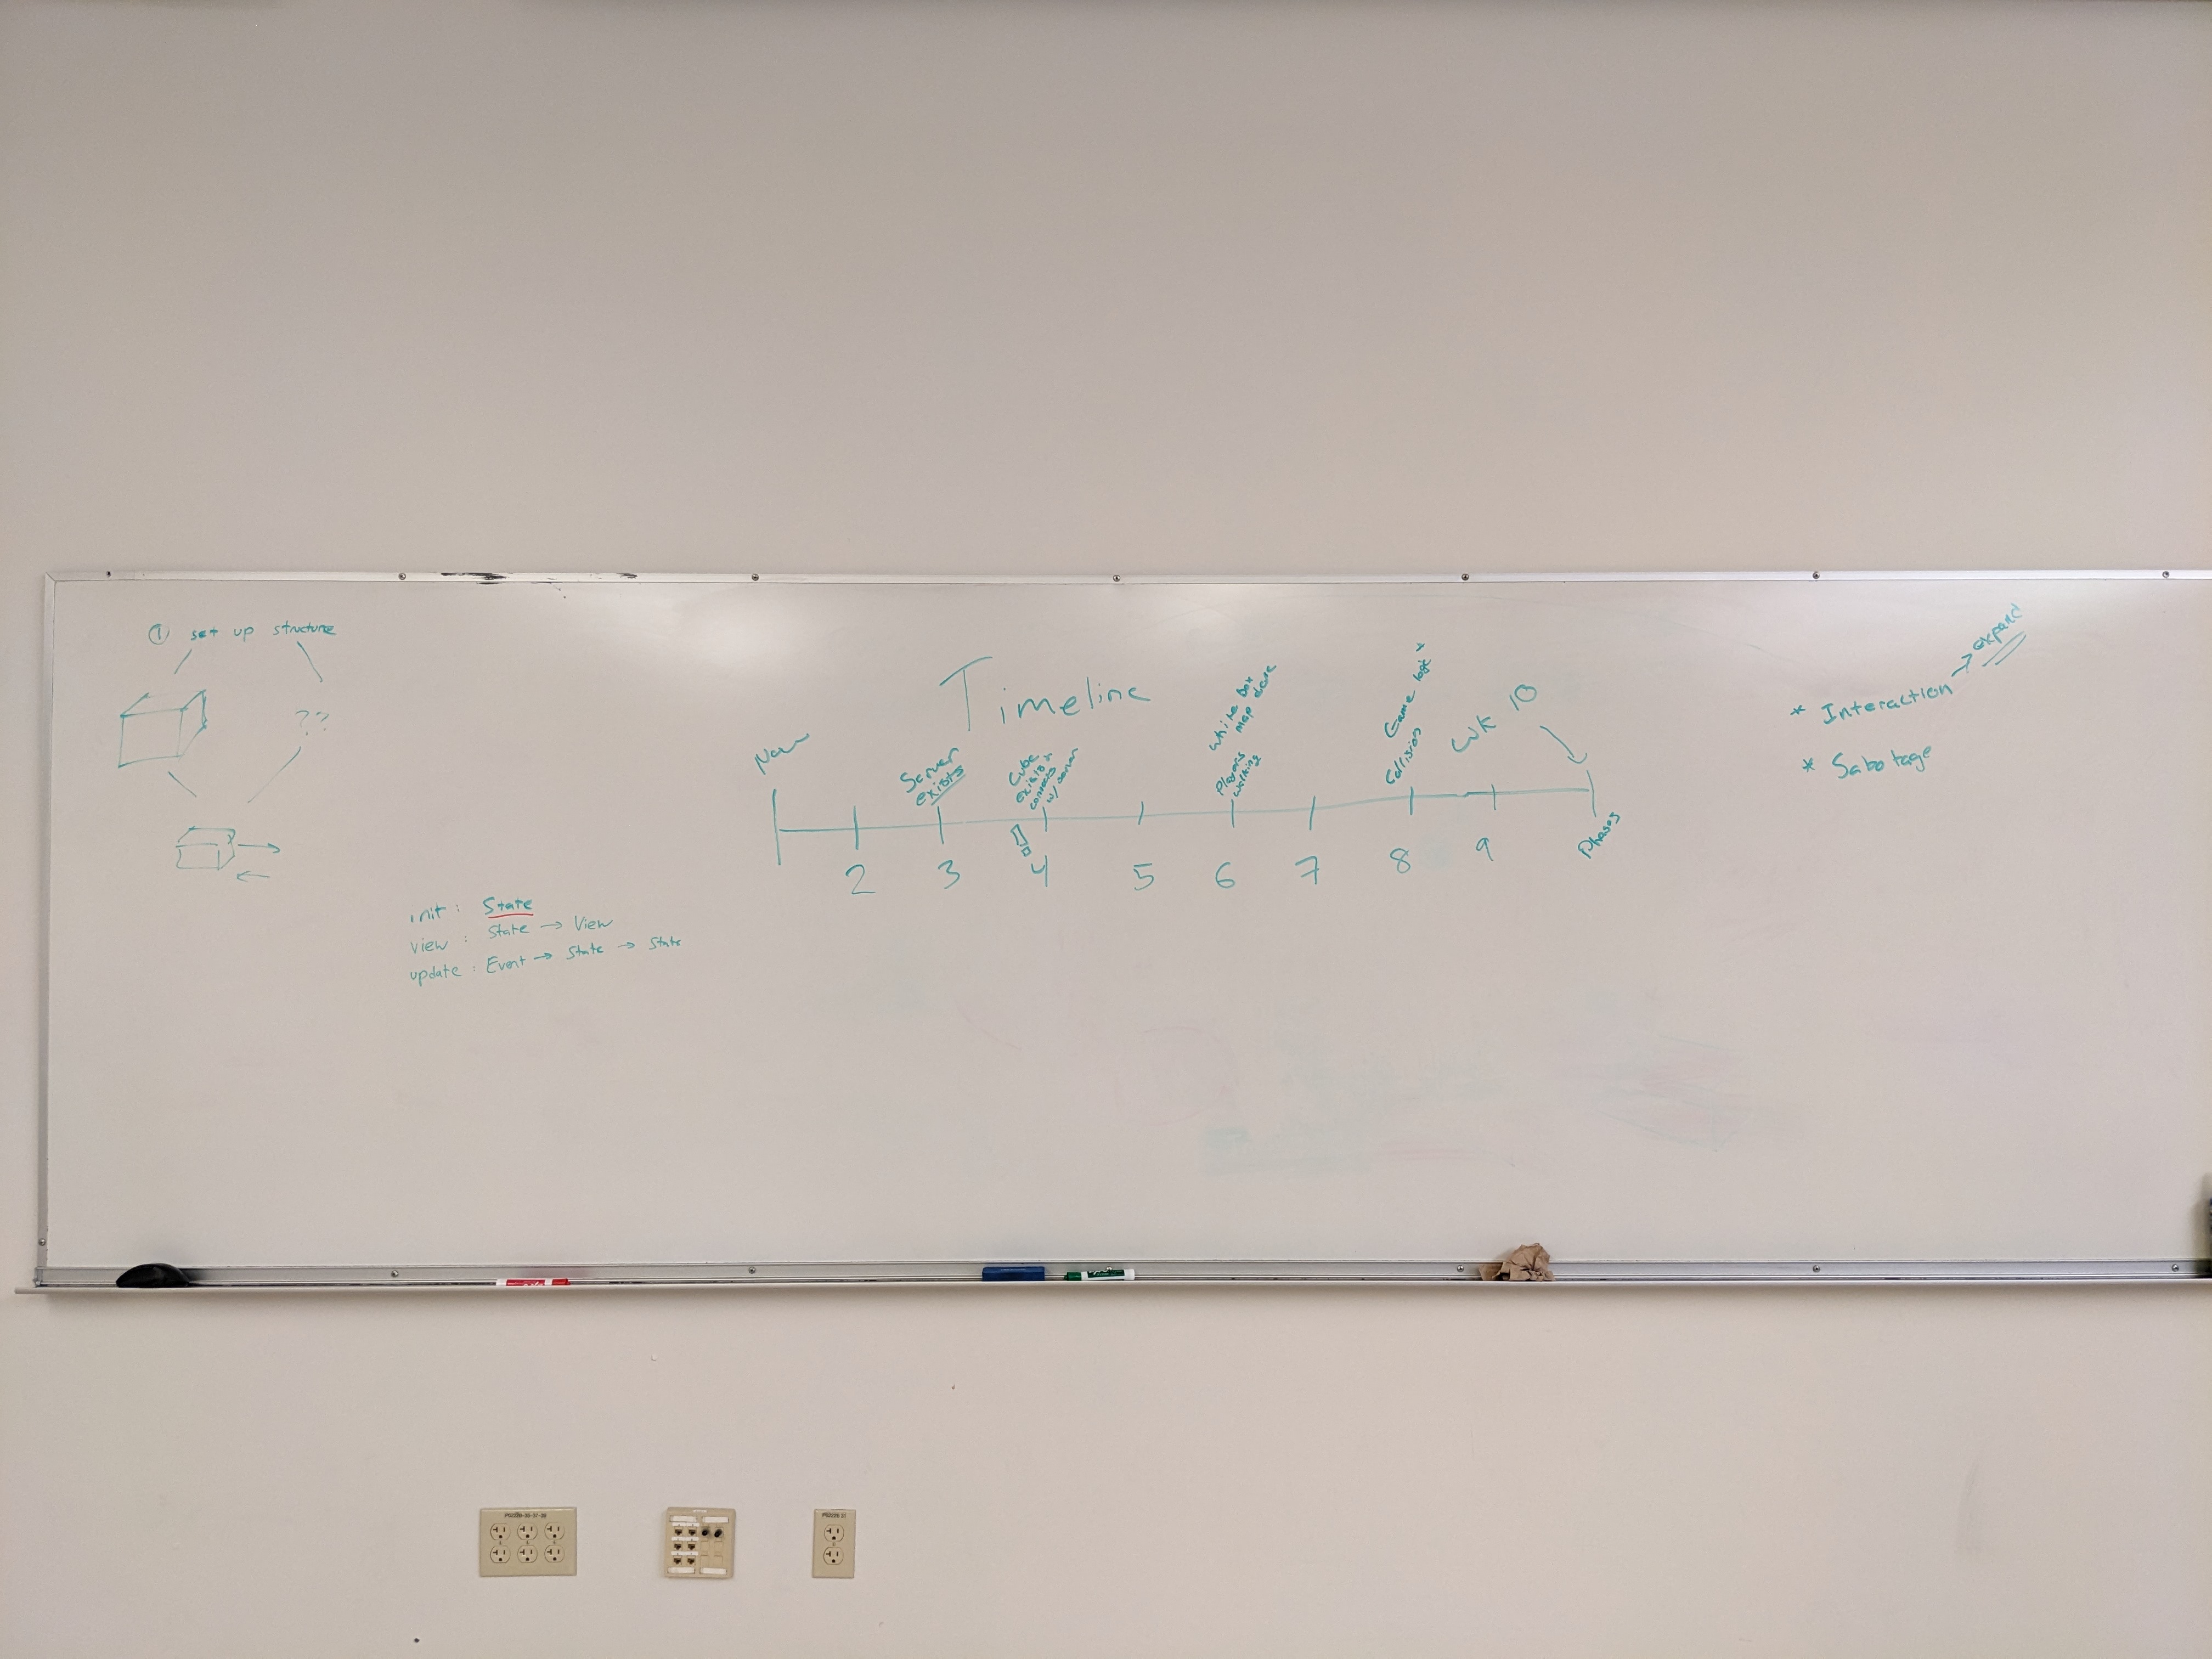 ① set up structure
??
init : State
view : State → View
update : Event → State → State
Timeline
Now
Server
exists
Cube
exists +
connects
w/ server
White box
map done
Players
walking
Game logic *
Collision
Wk 10
2 3 4 5 6 7 8 9
Phases
* Interaction → expand
* Sabotage